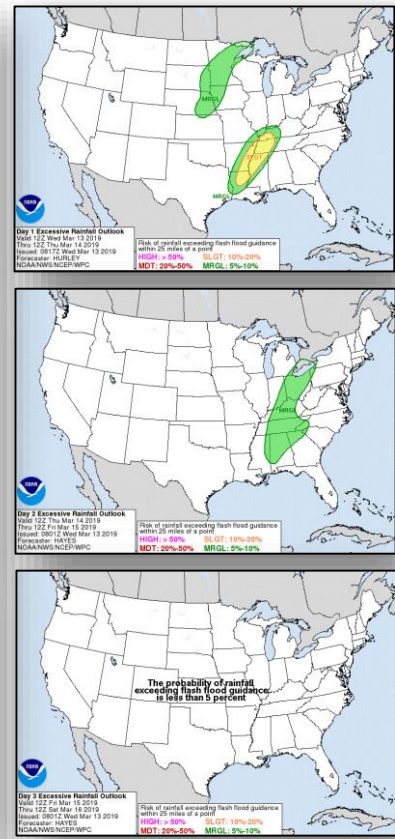 MRGL
SLGT
MRGL
NOAA
Day 1 Excessive Rainfall Outlook
Valid 12Z Wed Mar 13 2019
Thru 12Z Thu Mar 14 2019
Issued: 0817Z Wed Mar 13 2019
Forecaster: HURLEY
NOAA/NWS/NCEP/WPC
Risk of rainfall exceeding flash flood guidance
within 25 miles of a point
HIGH: > 50% SLGT: 10%-20%
MDT: 20%-50% MRGL: 5%-10%
MRGL
NOAA
Day 2 Excessive Rainfall Outlook
Valid 12Z Thu Mar 14 2019
Thru 12Z Fri Mar 15 2019
Issued: 0801Z Wed Mar 13 2019
Forecaster: HAYES
NOAA/NWS/NCEP/WPC
Risk of rainfall exceeding flash flood guidance
within 25 miles of a point
HIGH: > 50% SLGT: 10%-20%
MDT: 20%-50% MRGL: 5%-10%
The probability of rainfall
exceeding flash flood guidance
is less than 5 percent
NOAA
Day 3 Excessive Rainfall Outlook
Valid 12Z Fri Mar 15 2019
Thru 12Z Sat Mar 16 2019
Issued: 0801Z Wed Mar 13 2019
Forecaster: HAYES
NOAA/NWS/NCEP/WPC
Risk of rainfall exceeding flash flood guidance
within 25 miles of a point
HIGH: > 50% SLGT: 10%-20%
MDT: 20%-50% MRGL: 5%-10%